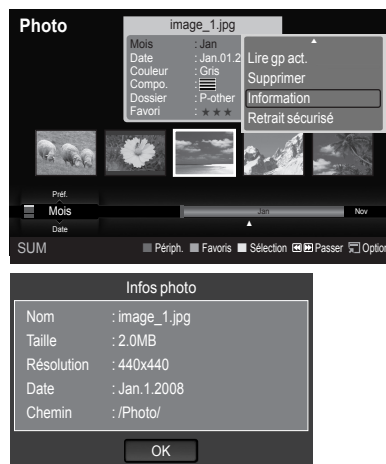 Photo
image_1.jpg
Mois : Jan
Date : Jan.01.2
Couleur : Gris
Compo. :
Dossier : P-other
Favori : ★ ★ ★
Lire gp act.
Supprimer
Information
Retrait sécurisé
Préf.
Mois
Date
Jan
Nov
SUM
Périph. Favoris Sélection Passer Option
Infos photo
Nom : image_1.jpg
Taille : 2.0MB
Résolution : 440x440
Date : Jan.1.2008
Chemin : /Photo/
OK